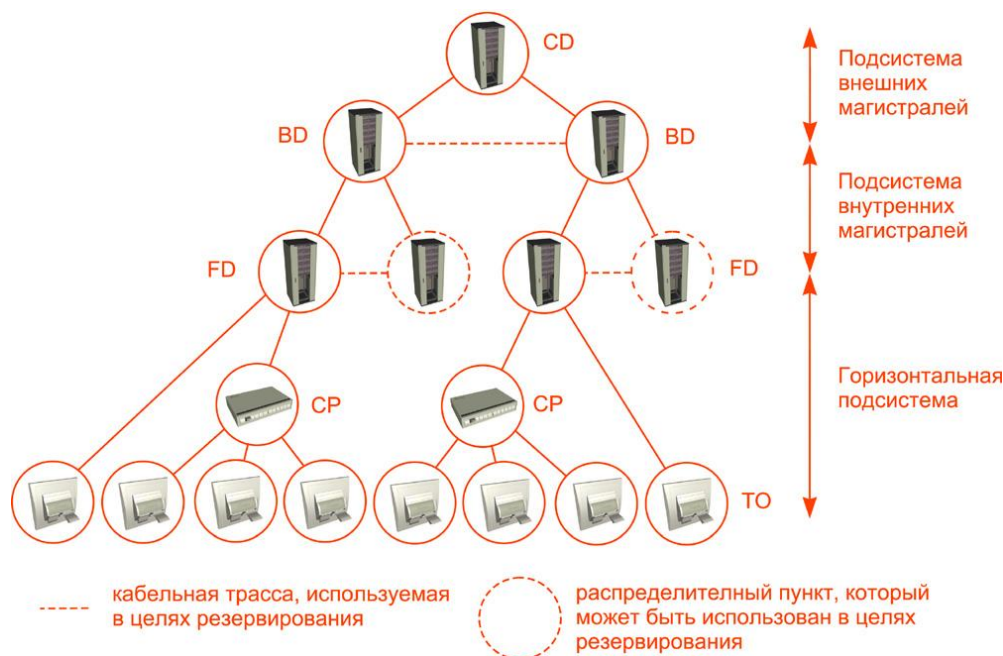 CD
Подсистема
внешних
магистралей
BD
BD
Подсистема
внутренних
магистралей
FD
FD
Горизонтальная
подсистема
CP
CP
TO
кабельная трасса, используемая
в целях резервирования
распределителный пункт, который
может быть использован в целях
резервирования